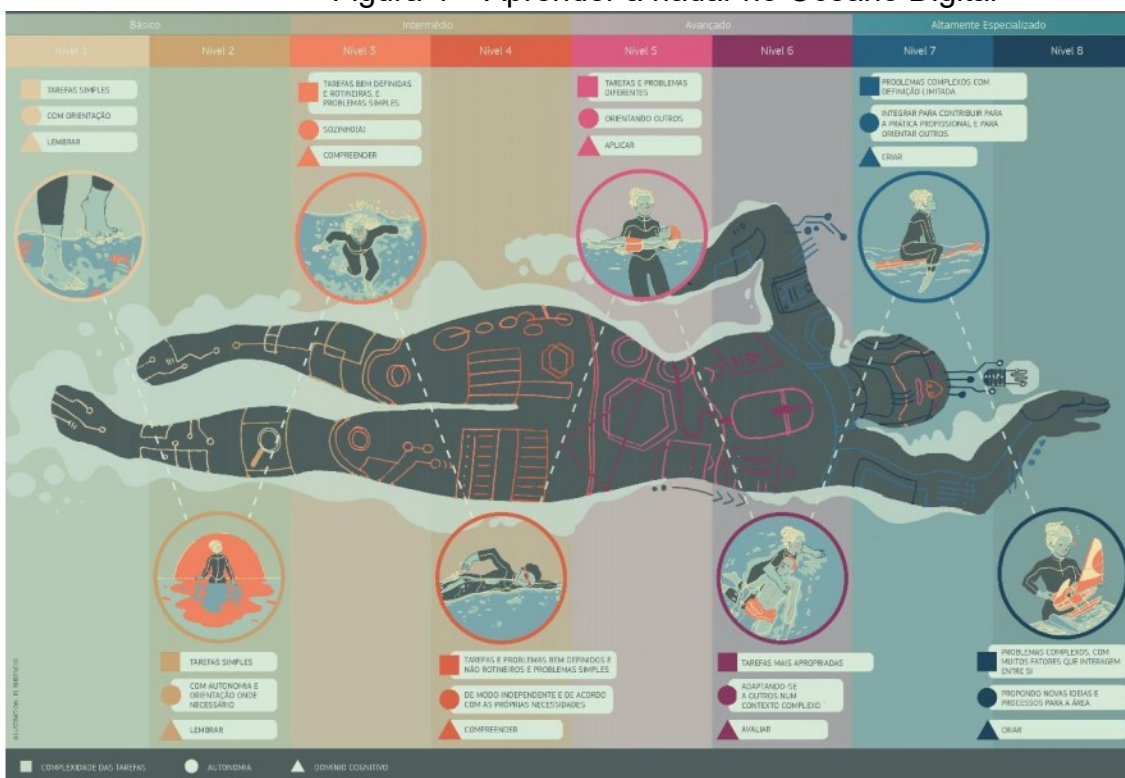 Figura 1 – Aprender a nadar no Oceano Digital
Básico
Intermédio
Avançado
Altamente Especializado
Nível 1
Nível 2
Nível 3
Nível 4
Nível 5
Nível 6
Nível 7
Nível 8
TAREFAS SIMPLES
COM ORIENTAÇÃO
LEMBRAR
TAREFAS BEM DEFINIDAS
E ROTINEIRAS, E
PROBLEMAS SIMPLES
SOZINHO(A)
COMPREENDER
TAREFAS E PROBLEMAS
DIFERENTES
ORIENTANDO OUTROS
APLICAR
PROBLEMAS COMPLEXOS COM
DEFINIÇÃO LIMITADA
INTEGRAR PARA CONTRIBUIR PARA
A PRÁTICA PROFISSIONAL E PARA
ORIENTAR OUTROS
CRIAR
TAREFAS SIMPLES
COM AUTONOMIA E
ORIENTAÇÃO ONDE
NECESSÁRIO
LEMBRAR
TAREFAS E PROBLEMAS BEM DEFINIDOS E
NÃO ROTINEIROS E PROBLEMAS SIMPLES
DE MODO INDEPENDENTE E DE ACORDO
COM AS PRÓPRIAS NECESSIDADES
COMPREENDER
TAREFAS MAIS APROPRIADAS
ADAPTANDO-SE
A OUTROS NUM
CONTEXTO COMPLEXO
AVALIAR
PROBLEMAS COMPLEXOS, COM
MUITOS FATORES QUE INTERAGEM
ENTRE SI
PROPONDO NOVAS IDEIAS E
PROCESSOS PARA A ÁREA
CRIAR
COMPLEXIDADE DAS TAREFAS
AUTONOMIA
DOMÍNIO COGNITIVO